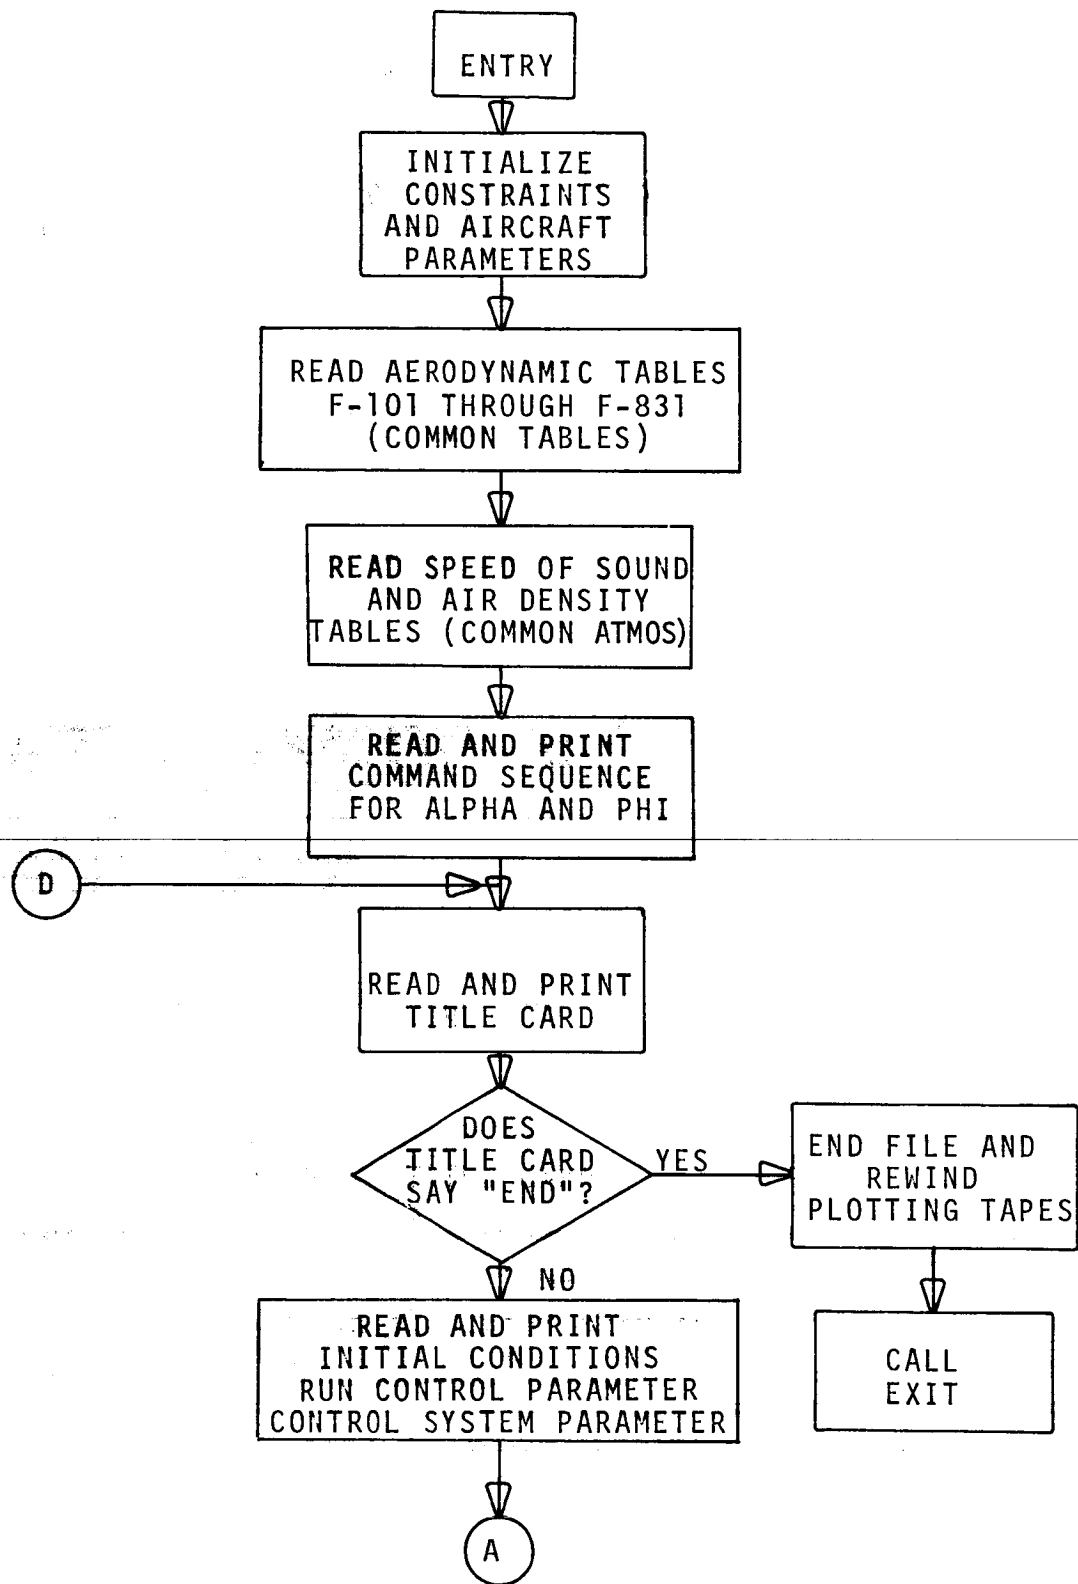 ENTRY
INITIALIZE
CONSTRAINTS
AND AIRCRAFT
PARAMETERS
READ AERODYNAMIC TABLES
F-101 THROUGH F-831
(COMMON TABLES)
READ SPEED OF SOUND
AND AIR DENSITY
TABLES (COMMON ATMOS)
READ AND PRINT
COMMAND SEQUENCE
FOR ALPHA AND PHI
D
READ AND PRINT
TITLE CARD
DOES
TITLE CARD
SAY "END"?
YES
END FILE AND
REWIND
PLOTTING TAPES
NO
READ AND PRINT
INITIAL CONDITIONS
RUN CONTROL PARAMETER
CONTROL SYSTEM PARAMETER
CALL
EXIT
A